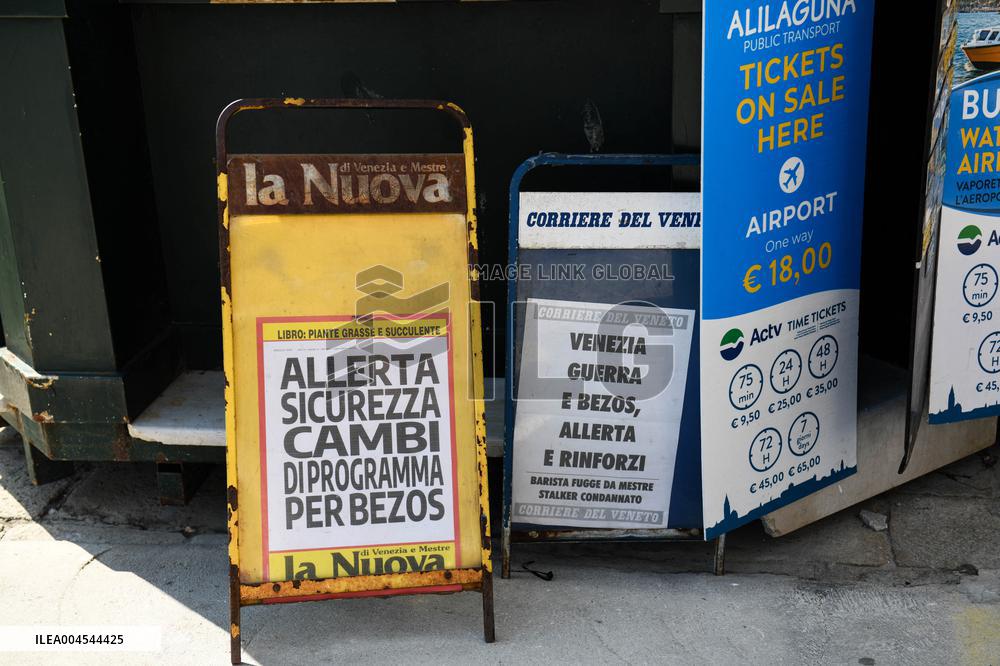 la Nuova
di Venezia e Mestre
LIBRO: PIANTE GRASSE E SUCCULENTE
ALLERTA
SICUREZZA
CAMBI
DI PROGRAMMA
PER BEZOS
di Venezia e Mestre
la Nuova
CORRIERE DEL VENE
CORRIERE DEL VENETO
VENEZIA
GUERRA
E BEZOS,
ALLERTA
E RINFORZI
BARISTA FUGGE DA MESTRE
STALKER CONDANNATO
CORRIERE DEL VENETO
ALILAGUNA
PUBLIC TRANSPORT
TICKETS
ON SALE
HERE
AIRPORT
One way
€ 18,00
Actv TIME TICKETS
75 min
€ 9,50
24 H
€ 25,00
48 H
€ 35,00
72 H
€ 45,00
7 giorni days
€ 65,00
BU
WAT
AIR
VAPORET
L'AEROPO
Actv
75 min
€ 9,50
72
€ 45,
IMAGE LINK GLOBAL
ILG
ILEA004544425